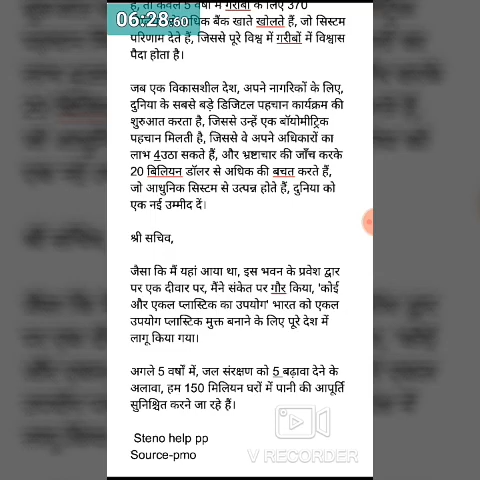 है, तो केवल 5 वर्षों में गरीबों के लिए 370
06:28:60 धिक बैंक खाते खोलते हैं, जो सिस्टम
परिणाम देते हैं, जिससे पूरे विश्व में गरीबों में विश्वास
पैदा होता है।
जब एक विकासशील देश, अपने नागरिकों के लिए,
दुनिया के सबसे बड़े डिजिटल पहचान कार्यक्रम की
शुरुआत करता है, जिससे उन्हें एक बॉयोमीट्रिक
पहचान मिलती है, जिससे वे अपने अधिकारों का
लाभ 4उठा सकते हैं, और भ्रष्टाचार की जाँच करके
20 बिलियन डॉलर से अधिक की बचत करते हैं,
जो आधुनिक सिस्टम से उत्पन्न होते हैं, दुनिया को
एक नई उम्मीद दें।
श्री सचिव,
जैसा कि मैं यहां आया था, इस भवन के प्रवेश द्वार
पर एक दीवार पर, मैंने संकेत पर गौर किया, 'कोई
और एकल प्लास्टिक का उपयोग' भारत को एकल
उपयोग प्लास्टिक मुक्त बनाने के लिए पूरे देश में
लागू किया गया।
अगले 5 वर्षों में, जल संरक्षण को 5 बढ़ावा देने के
अलावा, हम 150 मिलियन घरों में पानी की आपूर्ति
सुनिश्चित करने जा रहे हैं।
Steno help pp
Source-pmo
V RECORDER